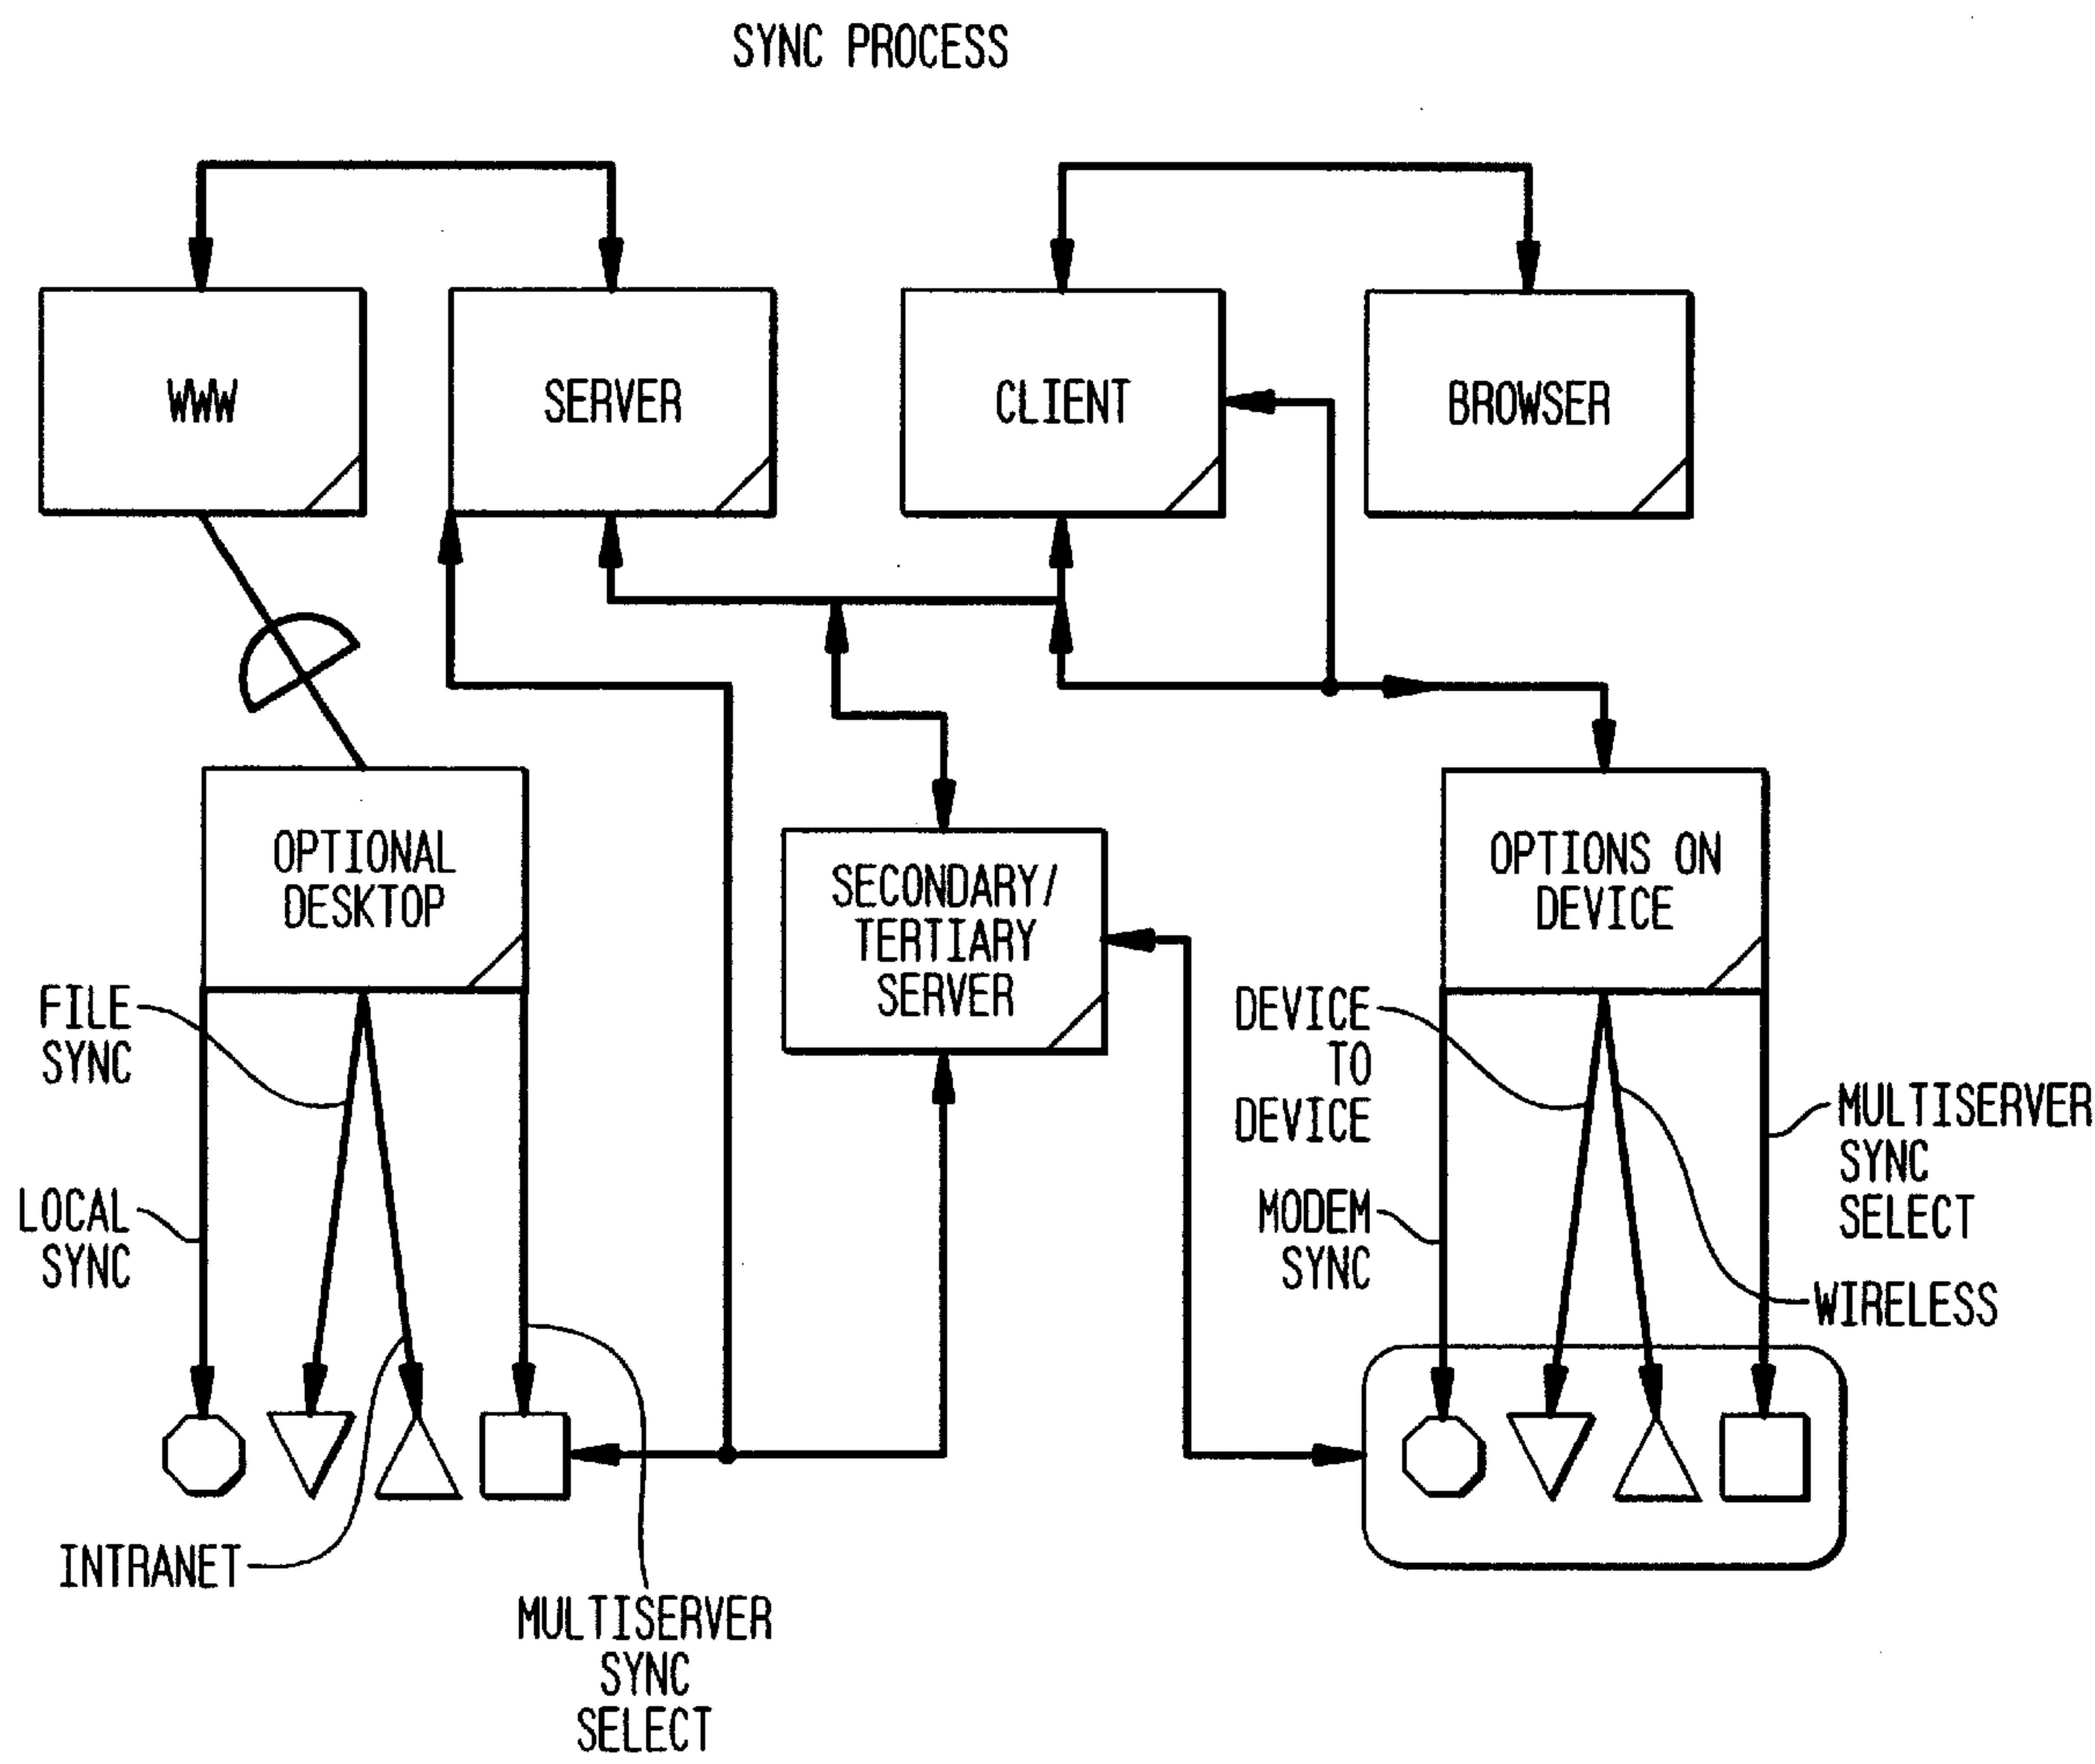 SYNC PROCESS
WWW
SERVER
CLIENT
BROWSER
OPTIONAL
DESKTOP
SECONDARY/
TERTIARY
SERVER
OPTIONS ON
DEVICE
FILE
SYNC
LOCAL
SYNC
INTRANET
MULTISERVER
SYNC
SELECT
DEVICE
TO
DEVICE
MODEM
SYNC
MULTISERVER
SYNC
SELECT
WIRELESS